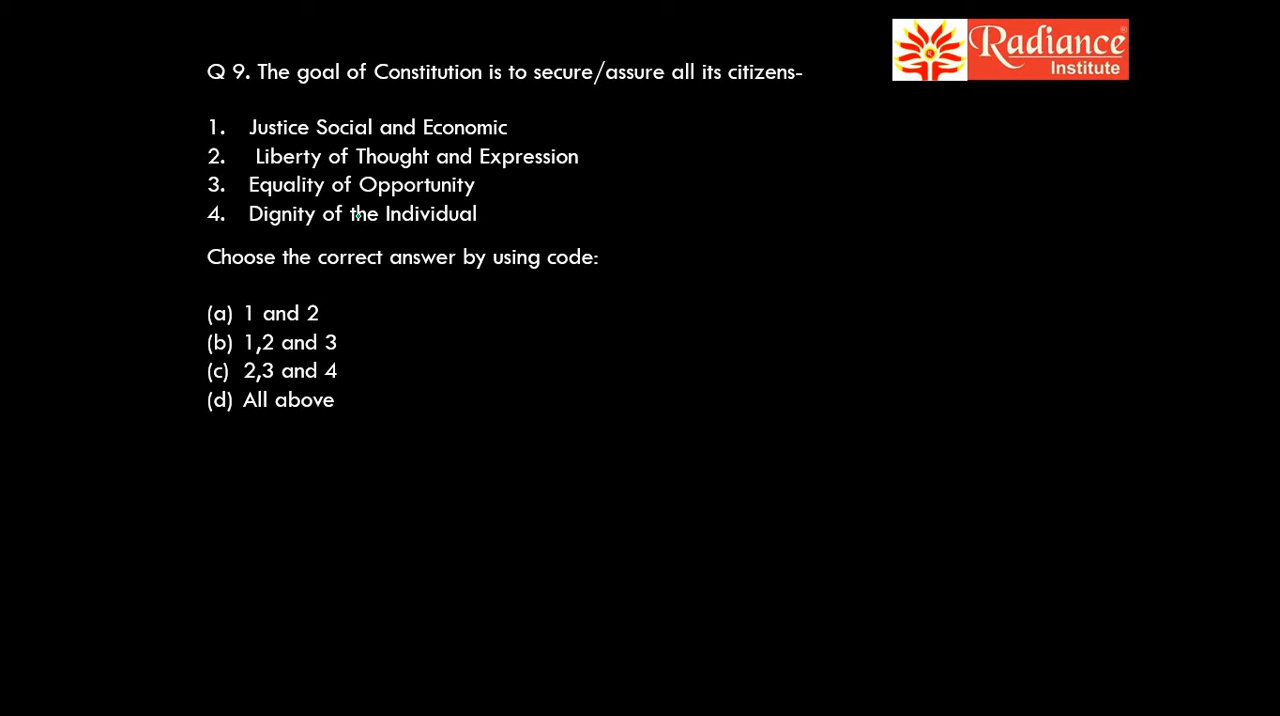 Radiance®
Institute
Q 9. The goal of Constitution is to secure/assure all its citizens-
1. Justice Social and Economic
2. Liberty of Thought and Expression
3. Equality of Opportunity
4. Dignity of the Individual
Choose the correct answer by using code:
(a) 1 and 2
(b) 1,2 and 3
(c) 2,3 and 4
(d) All above